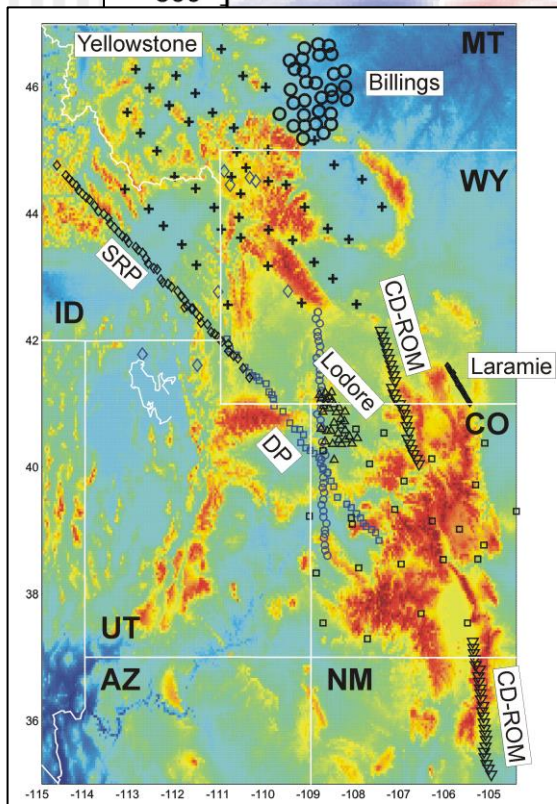 Yellowstone
MT
46
Billings
WY
44
SRP
CD-ROM
ID
42
Lodore
Laramie
CO
DP
40
38
UT
AZ
NM
36
CD-ROM
-115 -114 -113 -112 -111 -110 -109 -108 -107 -106 -105